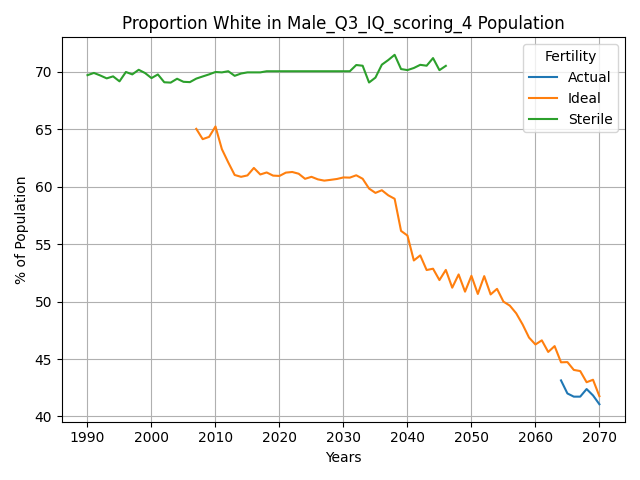 Proportion White in Male_Q3_IQ_scoring_4 Population
Fertility
Actual
Ideal
Sterile
% of Population
70
65
60
55
50
45
40
1990 2000 2010 2020 2030 2040 2050 2060 2070
Years